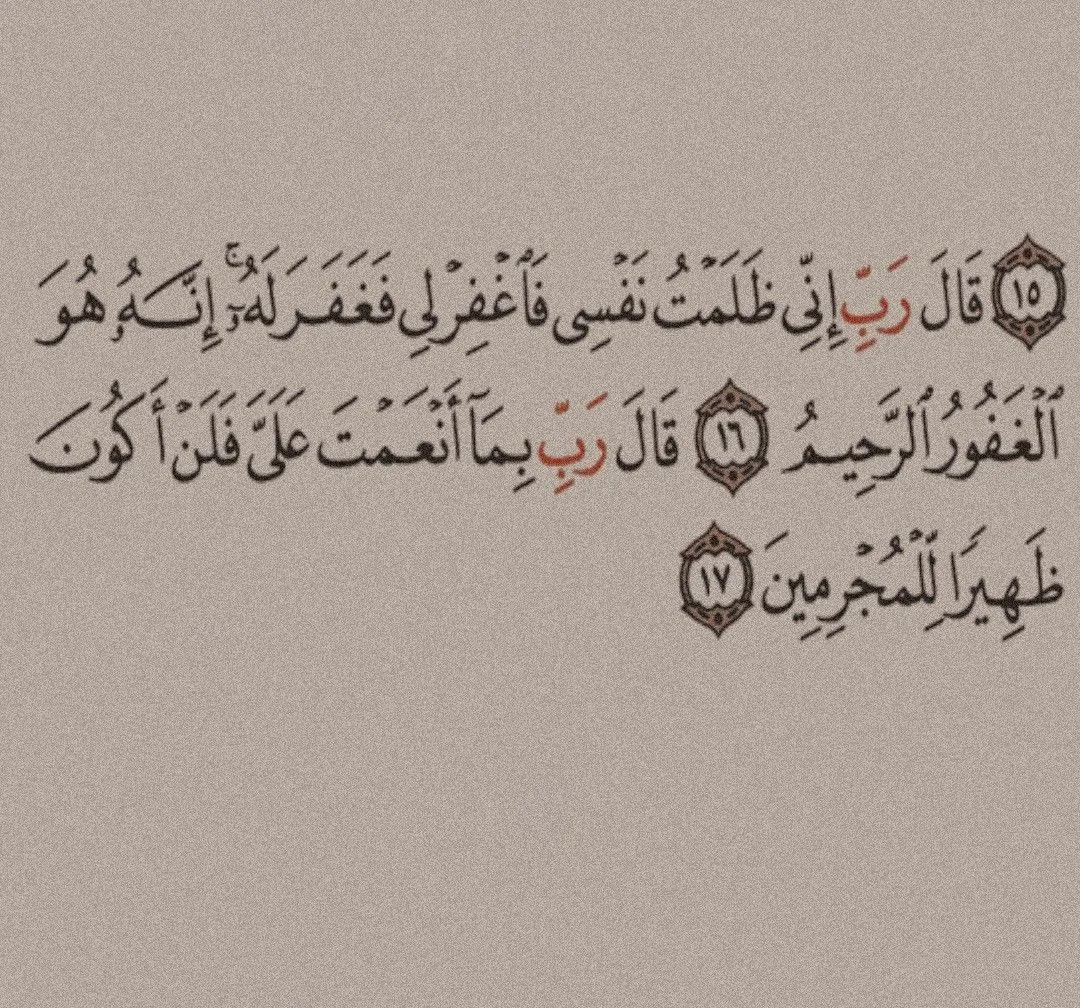 ١٥ قَالَ رَبِّ إِنِّى ظَلَمۡتُ نَفۡسِى فَٱغۡفِرۡ لِى فَغَفَرَ لَهُۥٓۚ إِنَّهُۥ هُوَ
ٱلۡغَفُورُ ٱلرَّحِيمُ ١٦ قَالَ رَبِّ بِمَآ أَنۡعَمۡتَ عَلَىَّ فَلَنۡ أَكُونَ
ظَهِيرًا لِّلۡمُجۡرِمِينَ ١٧